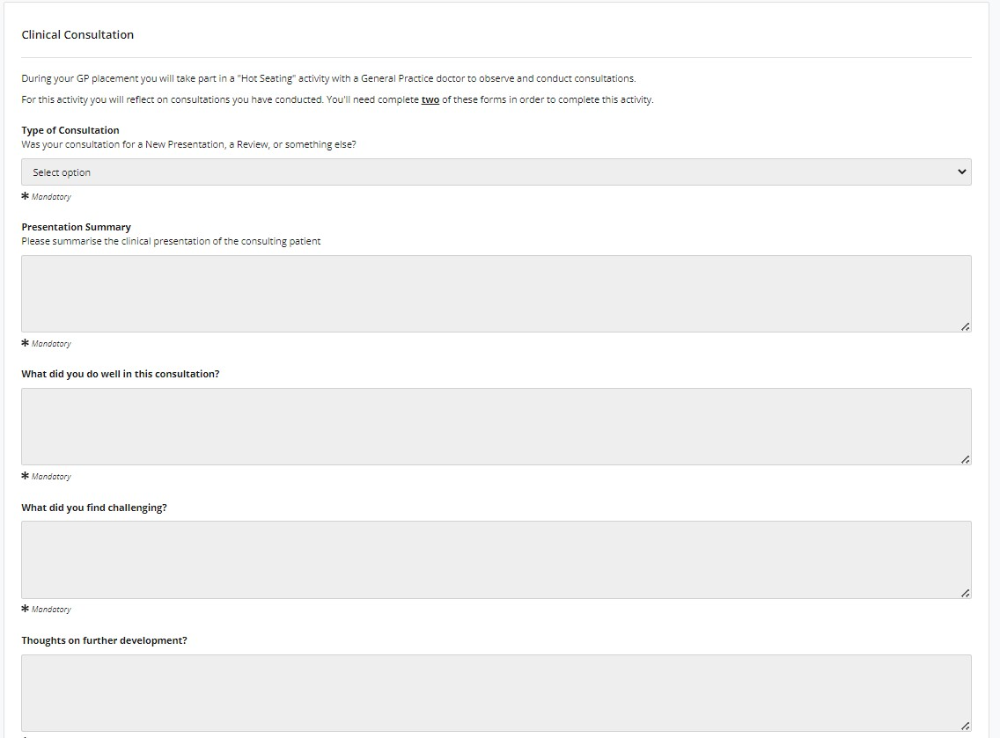 Clinical Consultation
During your GP placement you will take part in a "Hot Seating" activity with a General Practice doctor to observe and conduct consultations.
For this activity you will reflect on consultations you have conducted. You'll need complete two of these forms in order to complete this activity.
Type of Consultation
Was your consultation for a New Presentation, a Review, or something else?
Select option
* Mandatory
Presentation Summary
Please summarise the clinical presentation of the consulting patient
* Mandatory
What did you do well in this consultation?
* Mandatory
What did you find challenging?
* Mandatory
Thoughts on further development?